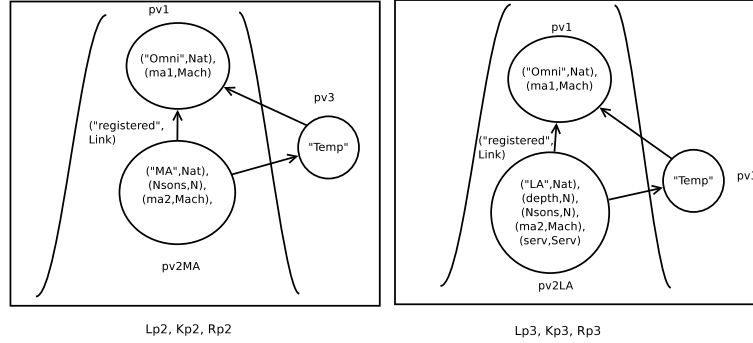 pv1
("Omni",Nat),
(ma1,Mach)
pv3
("registered",
Link)
"Temp"
("MA",Nat),
(Nsons,N),
(ma2,Mach),
pv2MA
Lp2, Kp2, Rp2
pv1
("Omni",Nat),
(ma1,Mach)
("registered",
Link)
"Temp"
("LA",Nat),
(depth,N),
(Nsons,N),
(ma2,Mach),
(serv,Serv)
pv2LA
Lp3, Kp3, Rp3